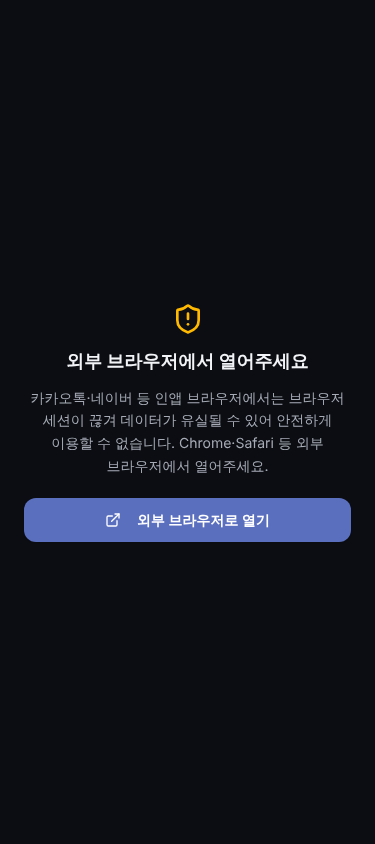 외부 브라우저에서 열어주세요
카카오톡·네이버 등 인앱 브라우저에서는 브라우저
세션이 끊겨 데이터가 유실될 수 있어 안전하게
이용할 수 없습니다. Chrome·Safari 등 외부
브라우저에서 열어주세요.
외부 브라우저로 열기